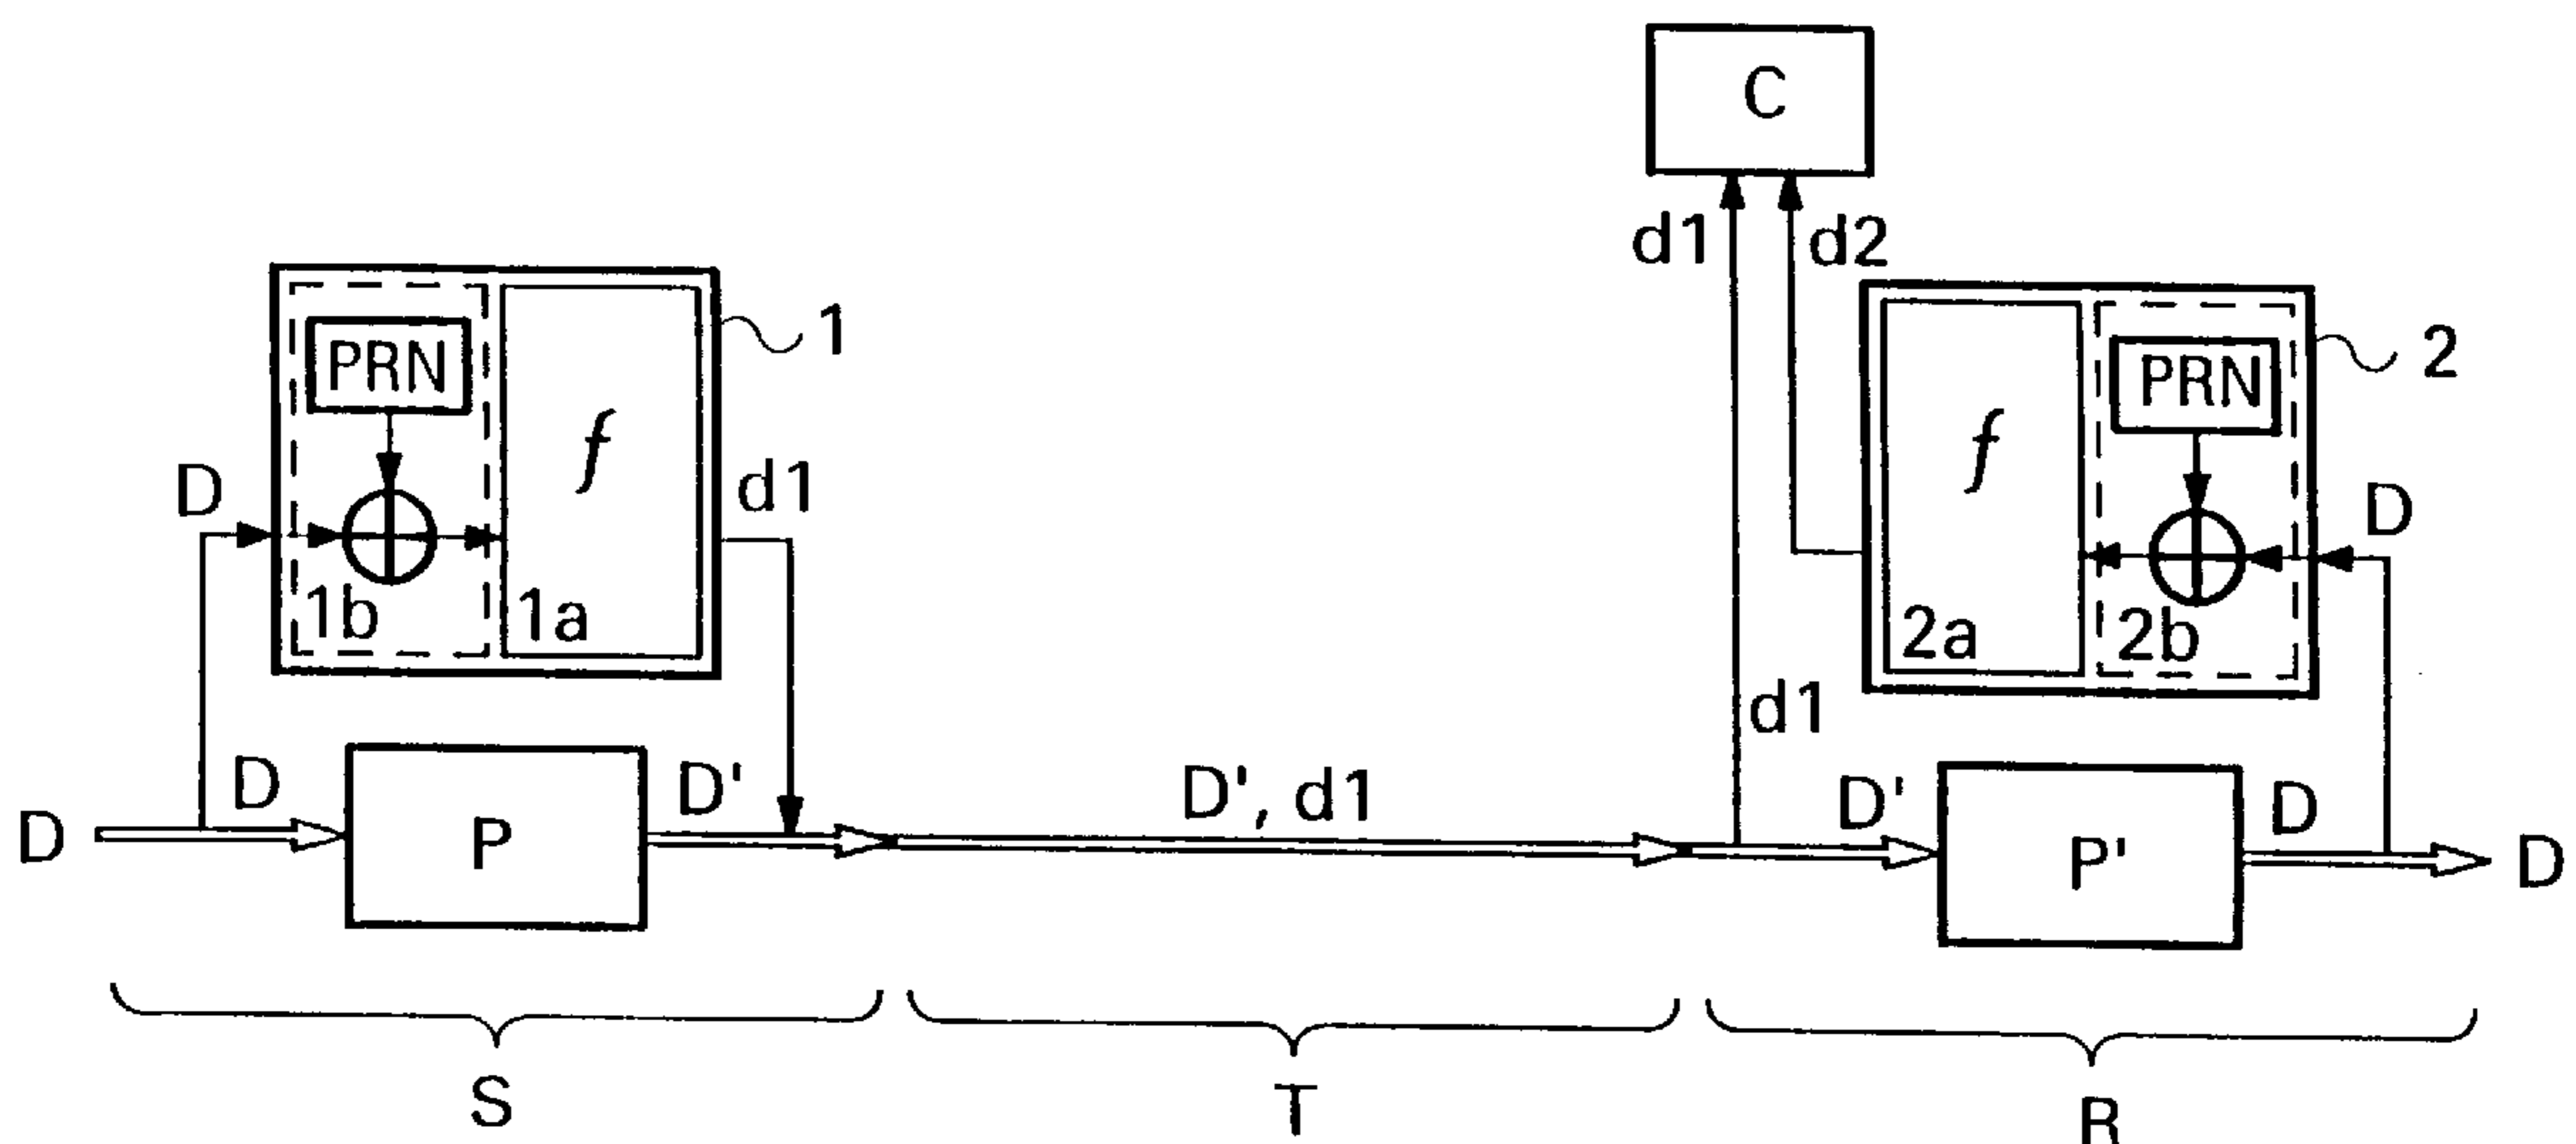 C
d1 d2
PRN 1
f
D d1
1b 1a
PRN 2
f
D
2a 2b
d1
D D P D' D', d1 D' P' D D
S T R